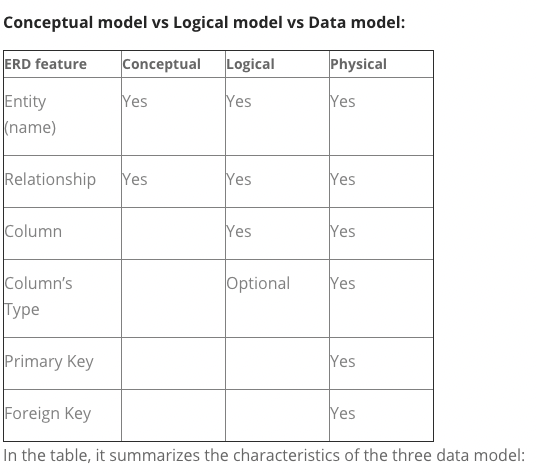 Conceptual model vs Logical model vs Data model:
ERD feature Conceptual Logical Physical
Entity Yes Yes Yes
(name)
Relationship Yes Yes Yes
Column Yes Yes
Column’s Optional Yes
Type
Primary Key Yes
Foreign Key Yes
In the table, it summarizes the characteristics of the three data model: